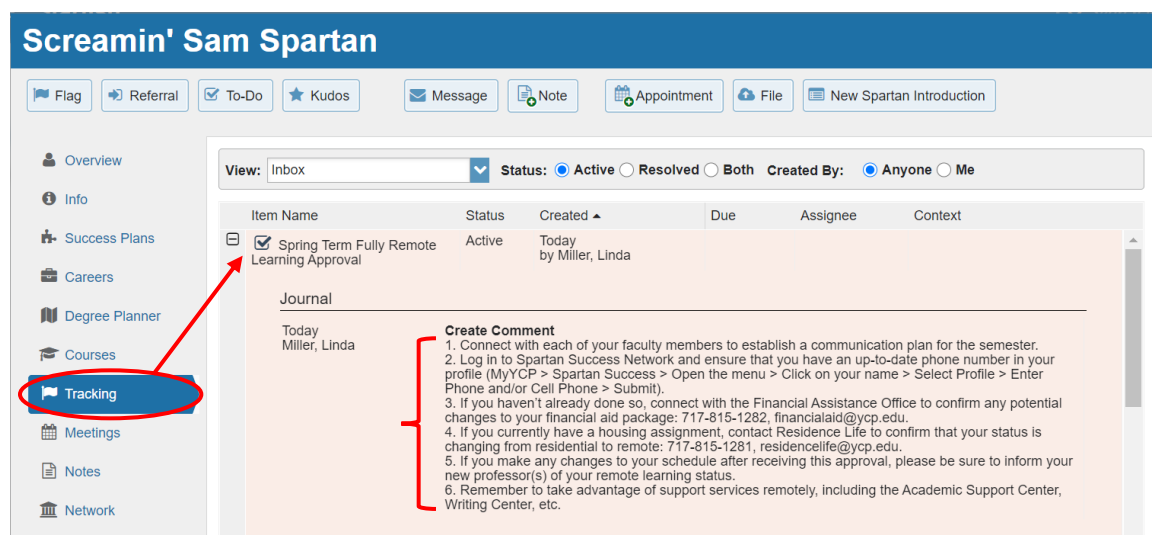 Screamin' Sam Spartan
Flag Referral To-Do Kudos Message Note Appointment File New Spartan Introduction
Overview
Info
Success Plans
Careers
Degree Planner
Courses
Tracking
Meetings
Notes
Network
View: Inbox Status: Active Resolved Both Created By: Anyone Me
Item Name Status Created Due Assignee Context
Spring Term Fully Remote Active Today
Learning Approval by Miller, Linda
Journal
Today Create Comment
Miller, Linda 1. Connect with each of your faculty members to establish a communication plan for the semester.
2. Log in to Spartan Success Network and ensure that you have an up-to-date phone number in your
profile (MyYCP > Spartan Success > Open the menu > Click on your name > Select Profile > Enter
Phone and/or Cell Phone > Submit).
3. If you haven't already done so, connect with the Financial Assistance Office to confirm any potential
changes to your financial aid package: 717-815-1282, financialaid@ycp.edu.
4. If you currently have a housing assignment, contact Residence Life to confirm that your status is
changing from residential to remote: 717-815-1281, residencelife@ycp.edu.
5. If you make any changes to your schedule after receiving this approval, please be sure to inform your
new professor(s) of your remote learning status.
6. Remember to take advantage of support services remotely, including the Academic Support Center,
Writing Center, etc.